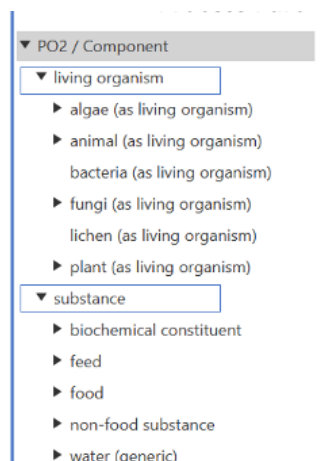 PO2 / Component
living organism
algae (as living organism)
animal (as living organism)
bacteria (as living organism)
fungi (as living organism)
lichen (as living organism)
plant (as living organism)
substance
biochemical constituent
feed
food
non-food substance
water (generic)